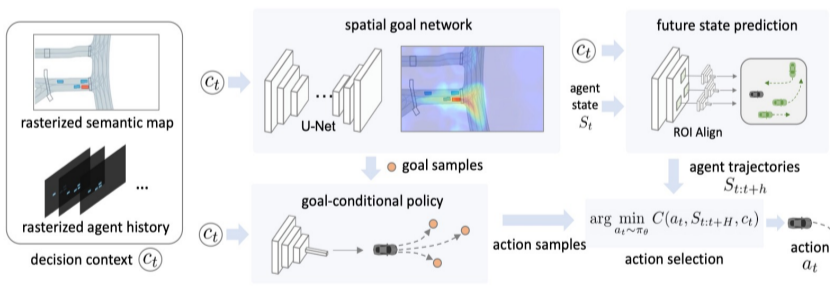 spatial goal network
future state prediction
c_t
c_t
agent
state
S_t
U-Net
...
ROI Align
rasterized semantic map
goal samples
agent trajectories
S_{t:t+h}
...
goal-conditional policy
rasterized agent history
c_t
arg min C(a_t, S_{t:t+H}, c_t)
a_t∼π_θ
action samples
action selection
action
a_t
decision context c_t